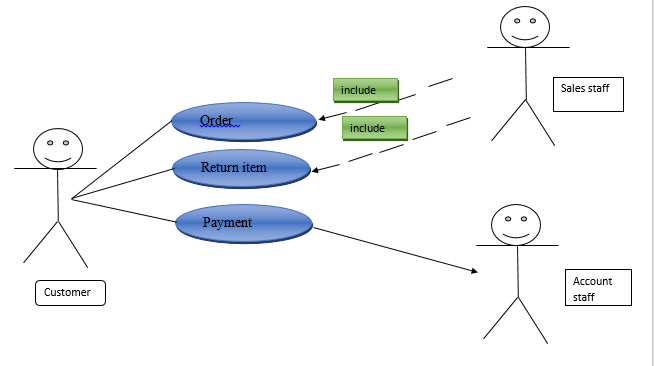 include
Sales staff
Order
include
Return item
Payment
Customer
Account
staff